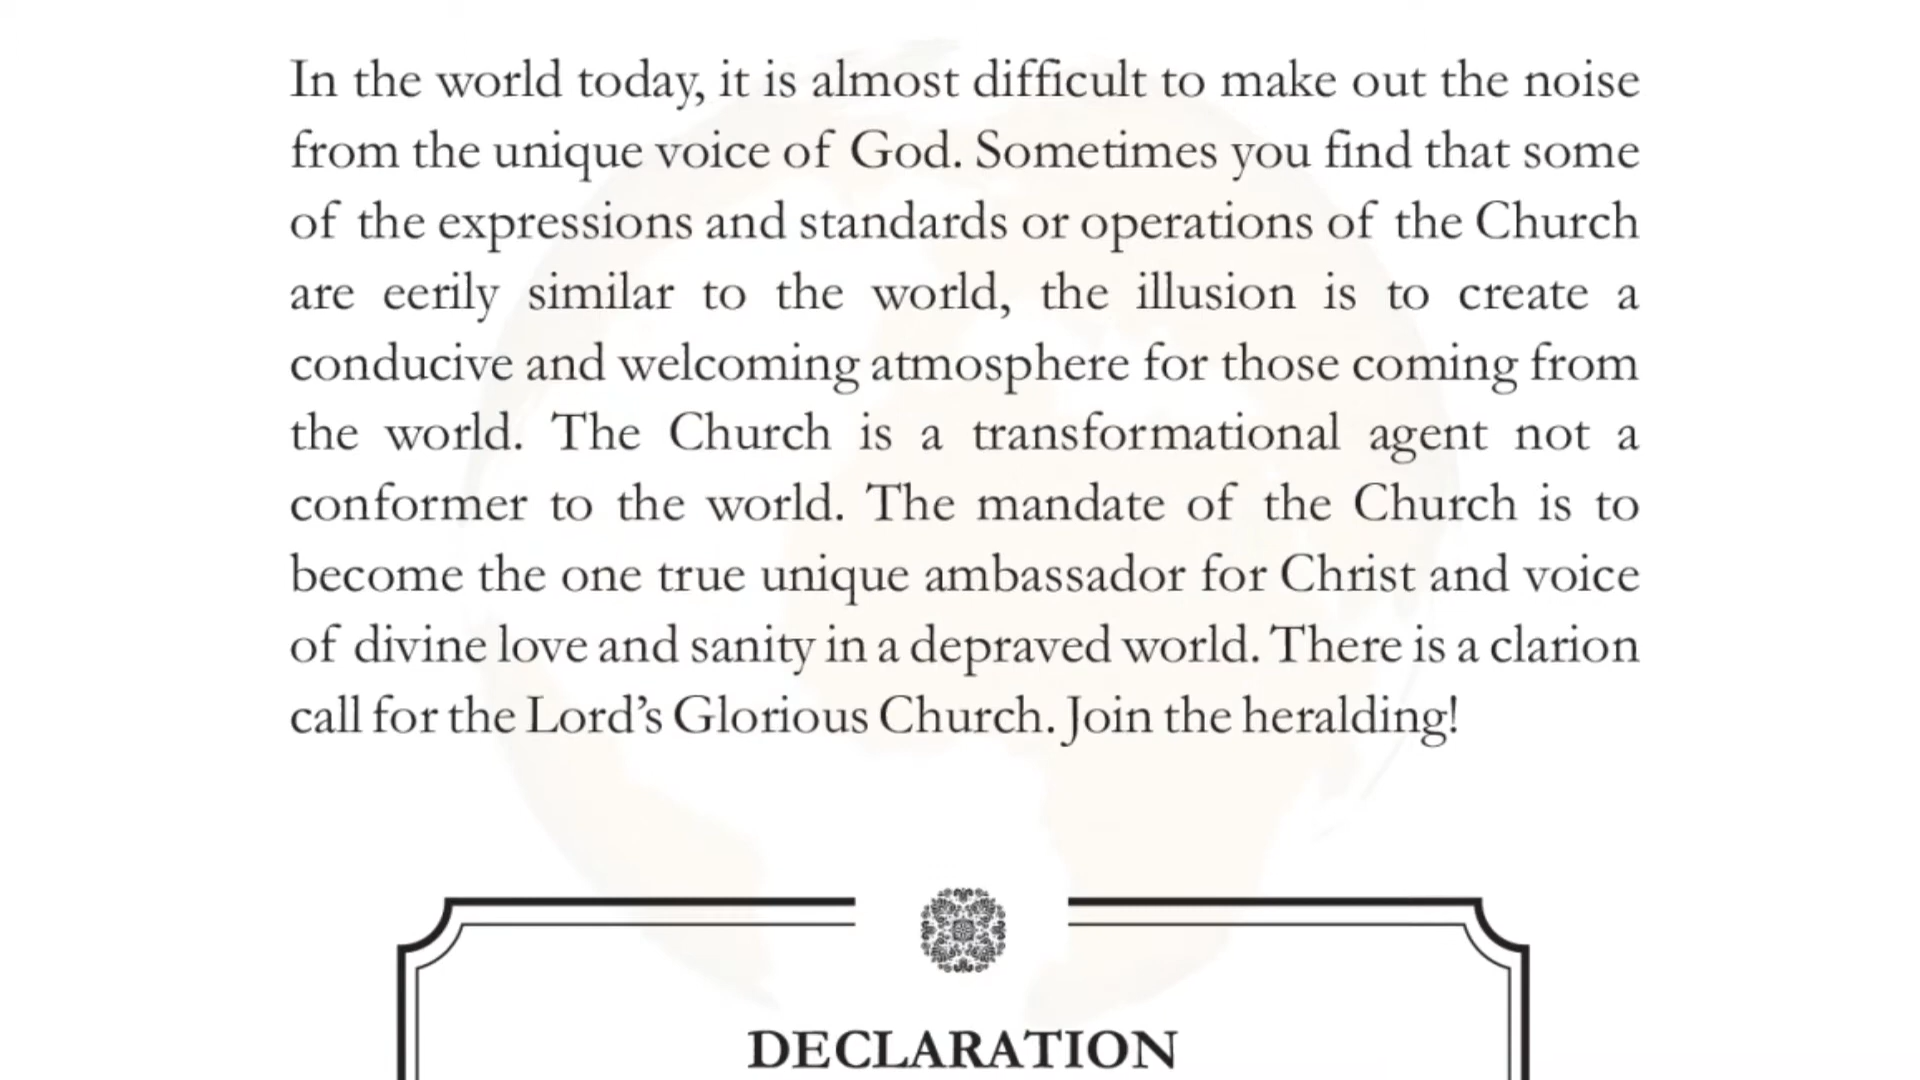 In the world today, it is almost difficult to make out the noise
from the unique voice of God. Sometimes you find that some
of the expressions and standards or operations of the Church
are eerily similar to the world, the illusion is to create a
conducive and welcoming atmosphere for those coming from
the world. The Church is a transformational agent not a
conformer to the world. The mandate of the Church is to
become the one true unique ambassador for Christ and voice
of divine love and sanity in a depraved world. There is a clarion
call for the Lord’s Glorious Church. Join the heralding!
DECLARATION